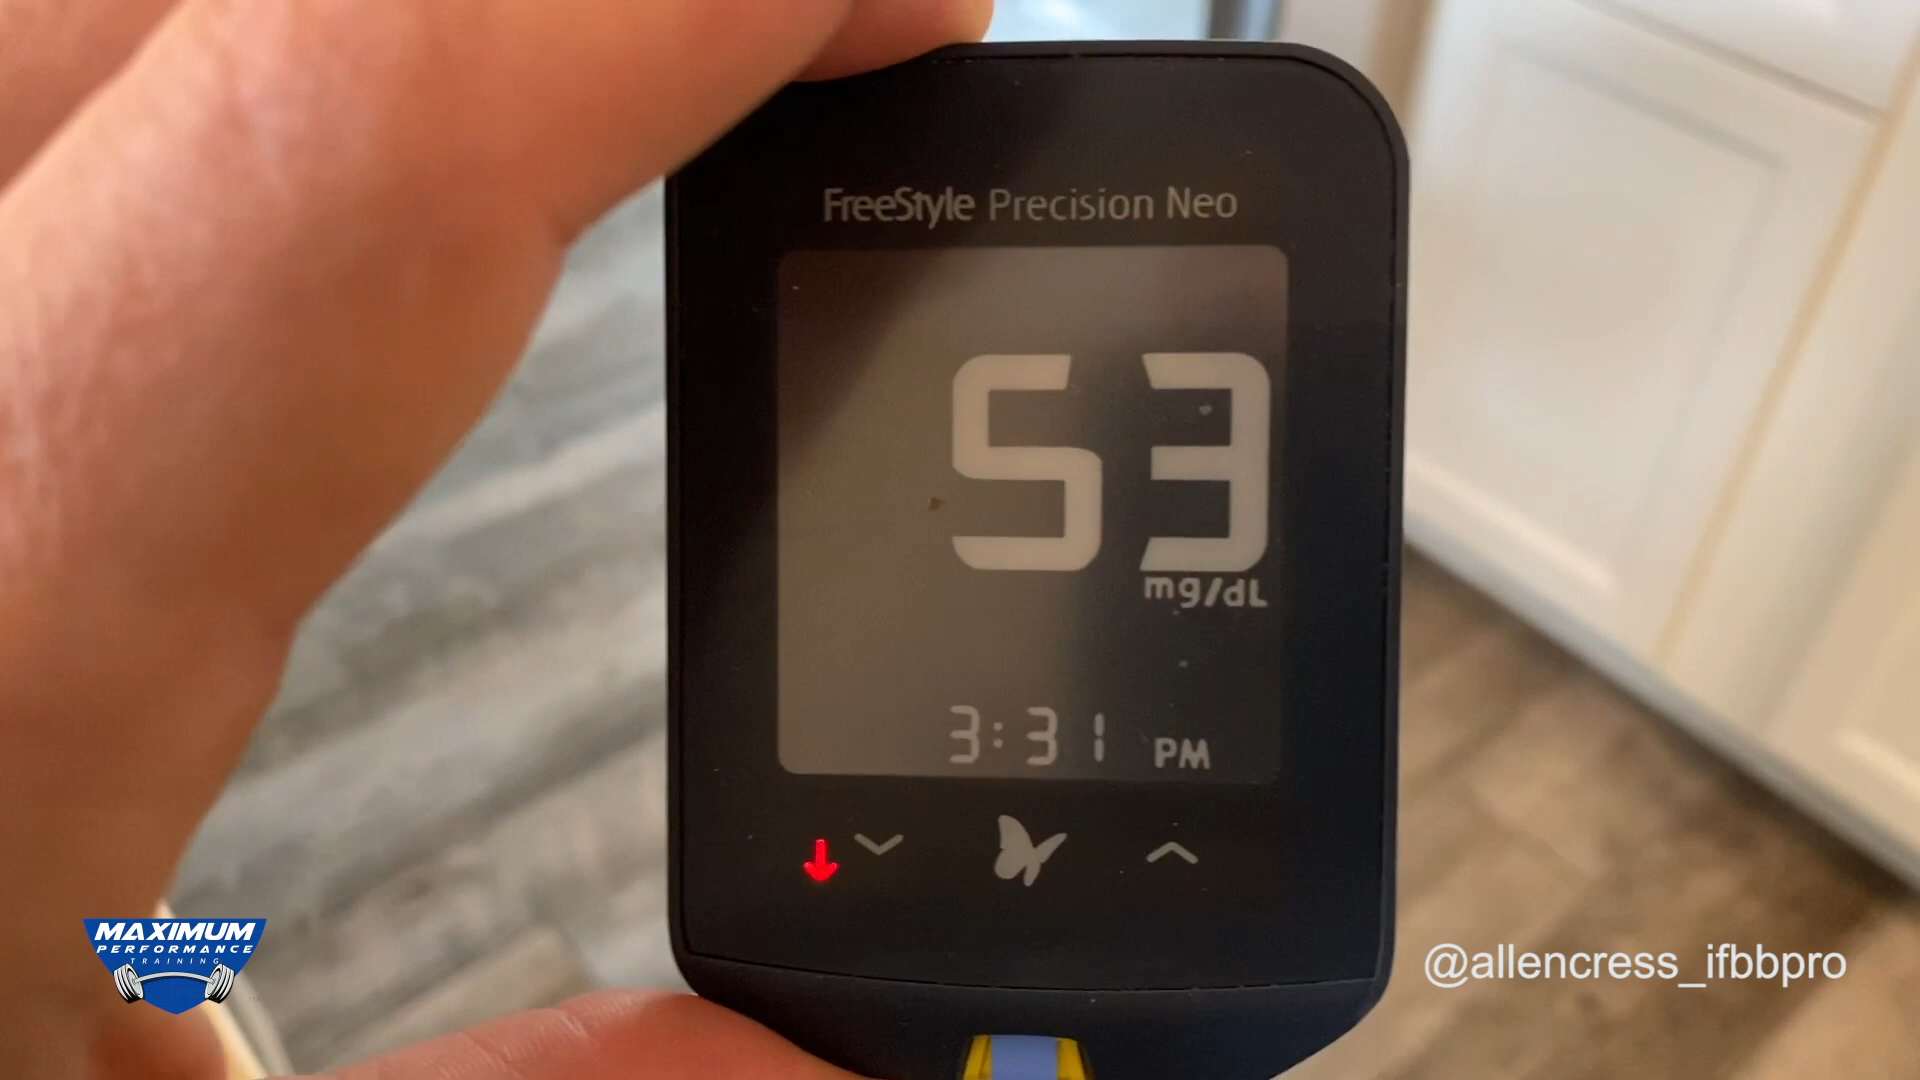 FreeStyle Precision Neo
53
mg/dL
3:31 PM
MAXIMUM
PERFORMANCE
TRAINING
@allencress_ifbbpro